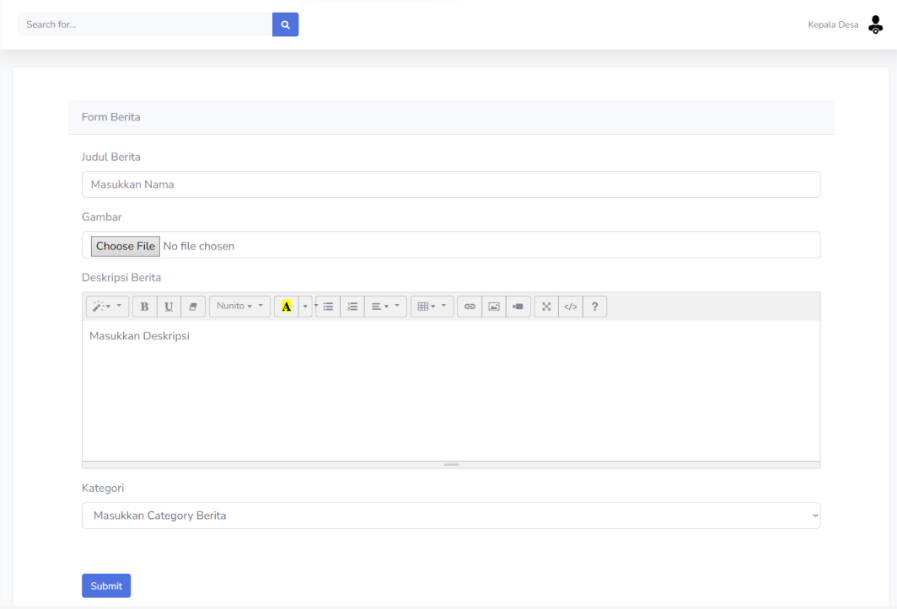 Search for...
Kepala Desa
Form Berita
Judul Berita
Masukkan Nama
Gambar
Choose File No file chosen
Deskripsi Berita
B U Nunito A </> ?
Masukkan Deskripsi
Kategori
Masukkan Category Berita
Submit